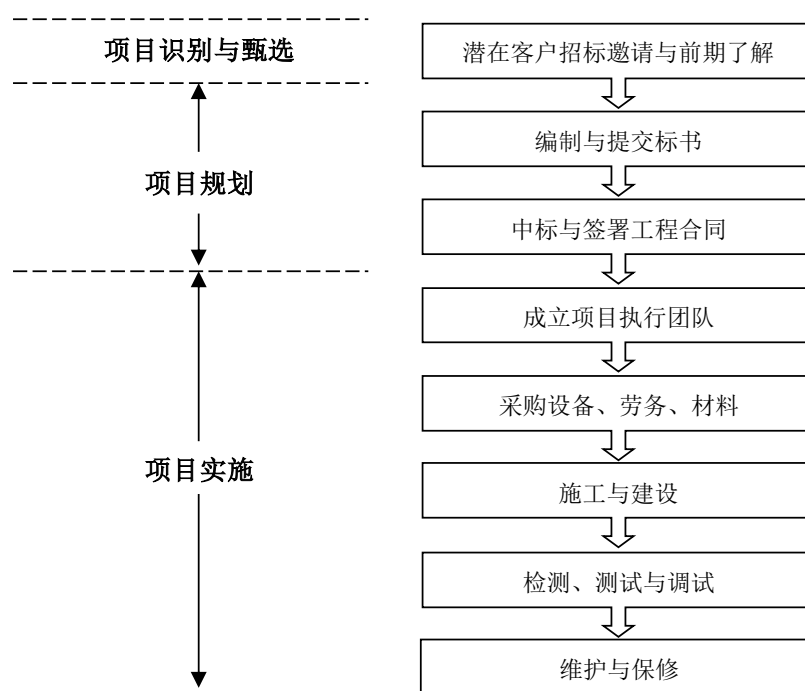 项目识别与甄选
潜在客户招标邀请与前期了解
编制与提交标书
项目规划
中标与签署工程合同
成立项目执行团队
采购设备、劳务、材料
项目实施
施工与建设
检测、测试与调试
维护与保修